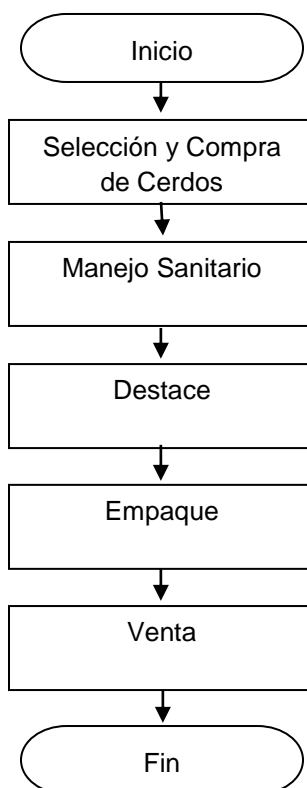 Inicio
Selección y Compra
de Cerdos
Manejo Sanitario
Destace
Empaque
Venta
Fin